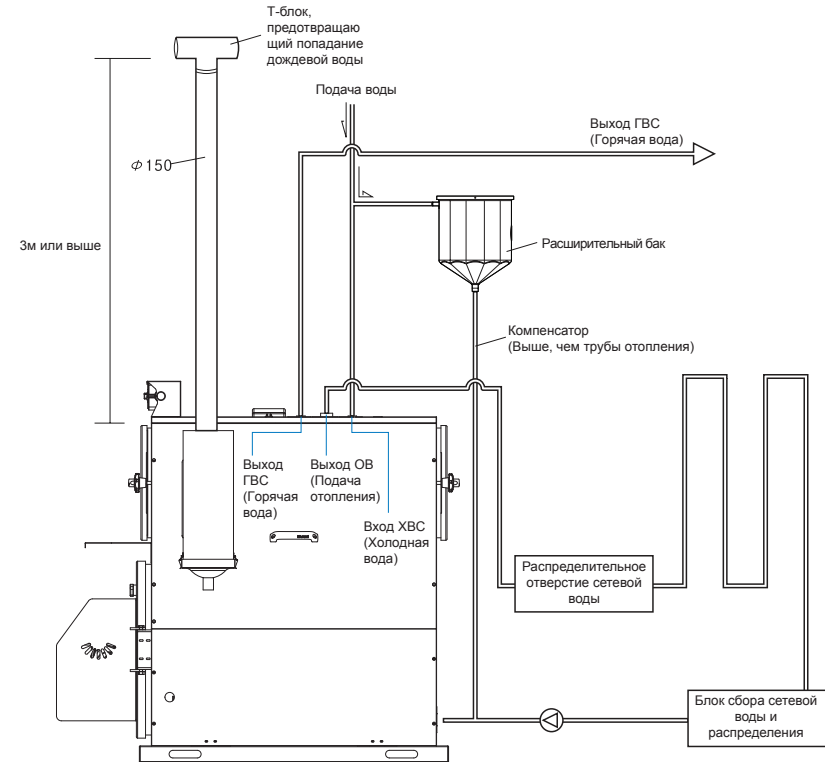 Т-блок,
предотвращаю
щий попадание
дождевой воды
Подача воды
Выход ГВС
(Горячая вода)
Ф150
3м или выше
Расширительный бак
Компенсатор
(Выше, чем трубы отопления)
Выход
ГВС
(Горячая
вода)
Выход ОВ
(Подача
отопления)
Вход ХВС
(Холодная
вода)
Распределительное
отверстие сетевой
воды
Блок сбора сетевой
воды и
распределения